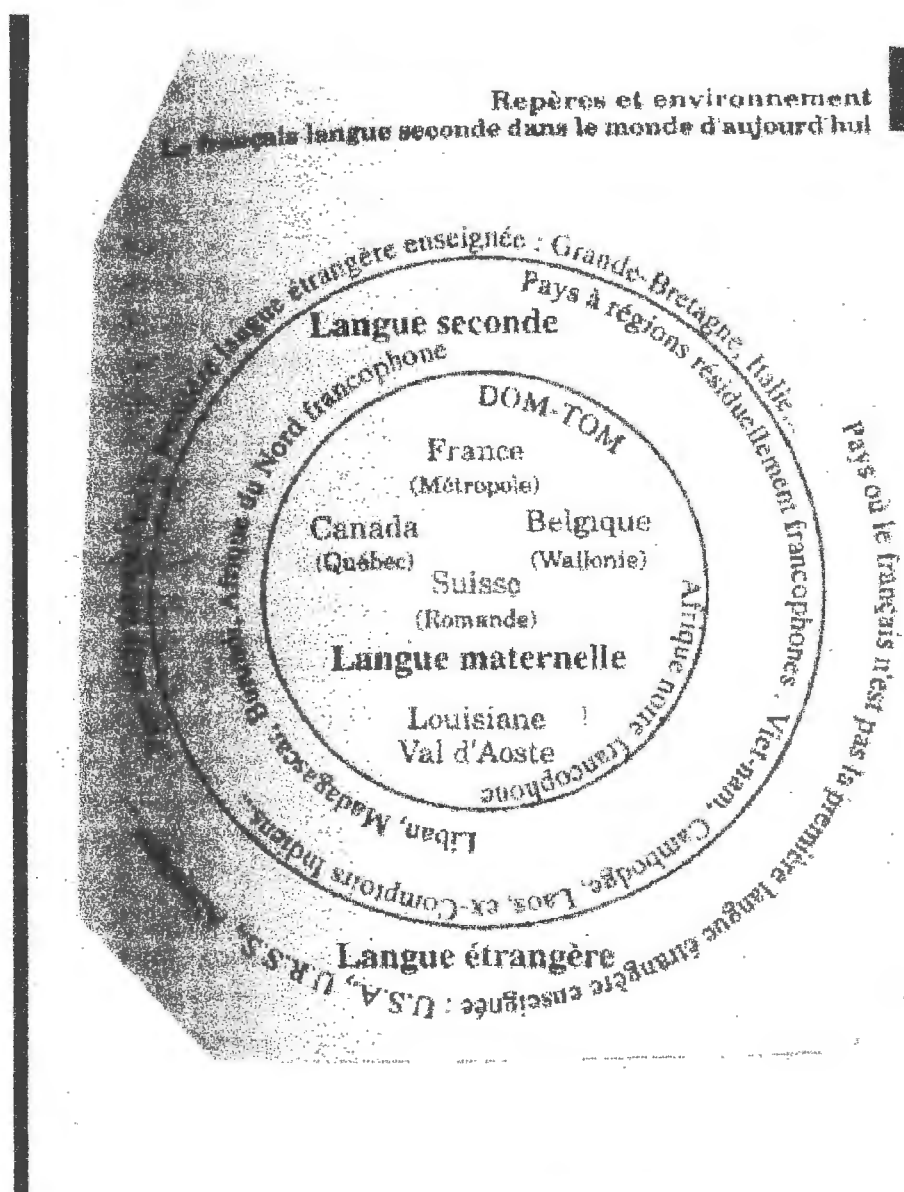 Repères et environnement
Le français langue seconde dans le monde d'aujourd'hui
première langue étrangère enseignée : Grande-Bretagne, Italie...
Pays à régions résiduellement francophones : Viet-nam, Cambodge, Laos, ex-Comptoirs Indiens...
Langue seconde
Liban, Madagascar, Burundi, Afrique du Nord francophone
DOM-TOM
France
(Métropole)
Canada
Belgique
(Québec)
(Wallonie)
Suisse
(Romande)
Langue maternelle
Louisiane
Val d'Aoste
Afrique noire francophone
Langue étrangère
Pays où le français n'est pas la première langue étrangère enseignée : U.S.A., U.R.S.S.,